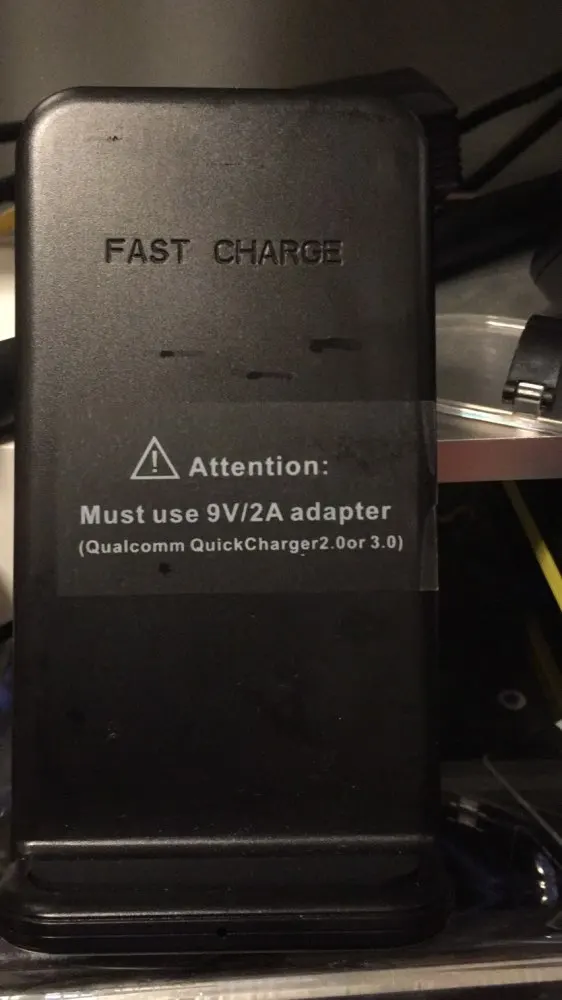 FAST CHARGE
Attention:
Must use 9V/2A adapter
(Qualcomm QuickCharger2.0or 3.0)